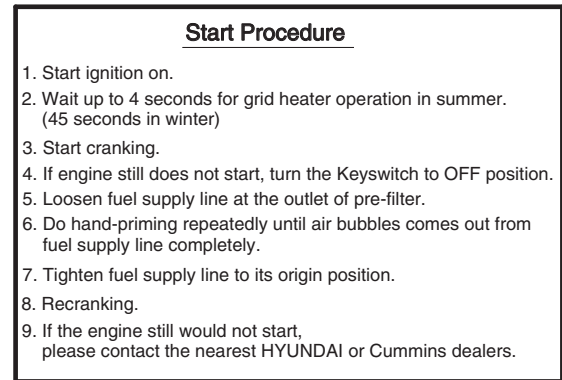 Start Procedure
1. Start ignition on.
2. Wait up to 4 seconds for grid heater operation in summer.
(45 seconds in winter)
3. Start cranking.
4. If engine still does not start, turn the Keyswitch to OFF position.
5. Loosen fuel supply line at the outlet of pre-filter.
6. Do hand-priming repeatedly until air bubbles comes out from
fuel supply line completely.
7. Tighten fuel supply line to its origin position.
8. Recranking.
9. If the engine still would not start,
please contact the nearest HYUNDAI or Cummins dealers.